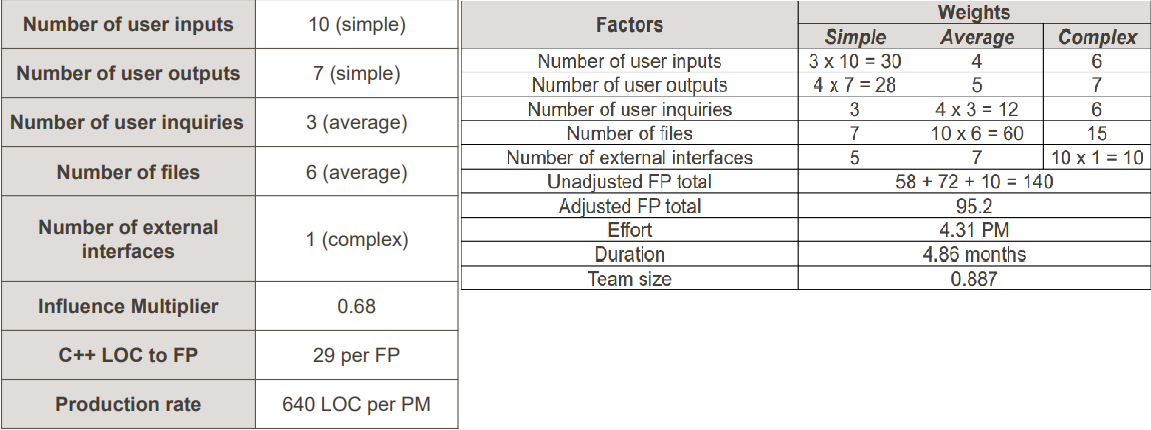 Number of user inputs 10 (simple)
Number of user outputs 7 (simple)
Number of user inquiries 3 (average)
Number of files 6 (average)
Number of external
interfaces 1 (complex)
Influence Multiplier 0.68
C++ LOC to FP 29 per FP
Production rate 640 LOC per PM
Factors Weights
Simple Average Complex
Number of user inputs 3 x 10 = 30 4 6
Number of user outputs 4 x 7 = 28 5 7
Number of user inquiries 3 4 x 3 = 12 6
Number of files 7 10 x 6 = 60 15
Number of external interfaces 5 7 10 x 1 = 10
Unadjusted FP total 58 + 72 + 10 = 140
Adjusted FP total 95.2
Effort 4.31 PM
Duration 4.86 months
Team size 0.887